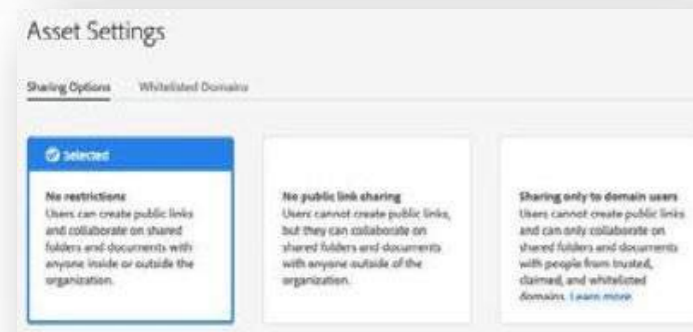 Asset Settings
Sharing Options Whitelisted Domains
Selected
No restrictions
Users can create public links
and collaborate on shared
folders and documents with
anyone inside or outside the
organization.
No public link sharing
Users cannot create public links,
but they can collaborate on
shared folders and documents
with anyone outside of the
organization.
Sharing only to domain users
Users cannot create public links
and can only collaborate on
shared folders and documents
with people from trusted,
claimed, and whitelisted
domains. Learn more